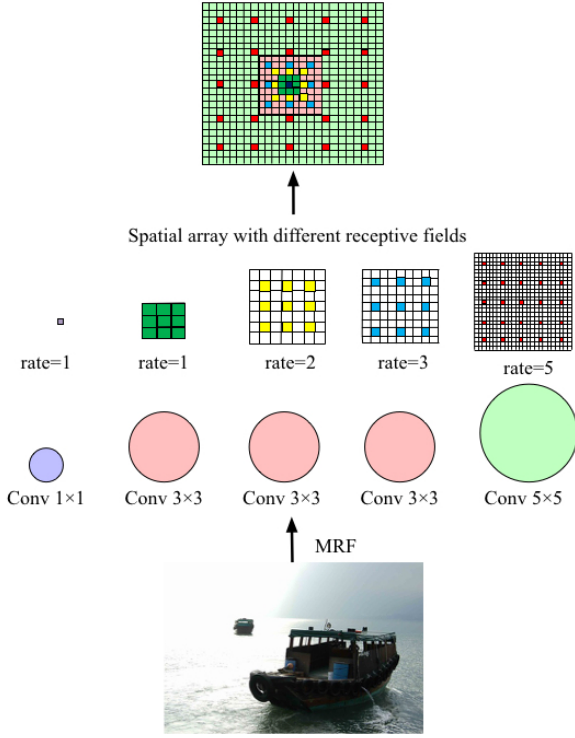 Spatial array with different receptive fields
rate=1 rate=1 rate=2 rate=3 rate=5
Conv 1×1 Conv 3×3 Conv 3×3 Conv 3×3 Conv 5×5
MRF